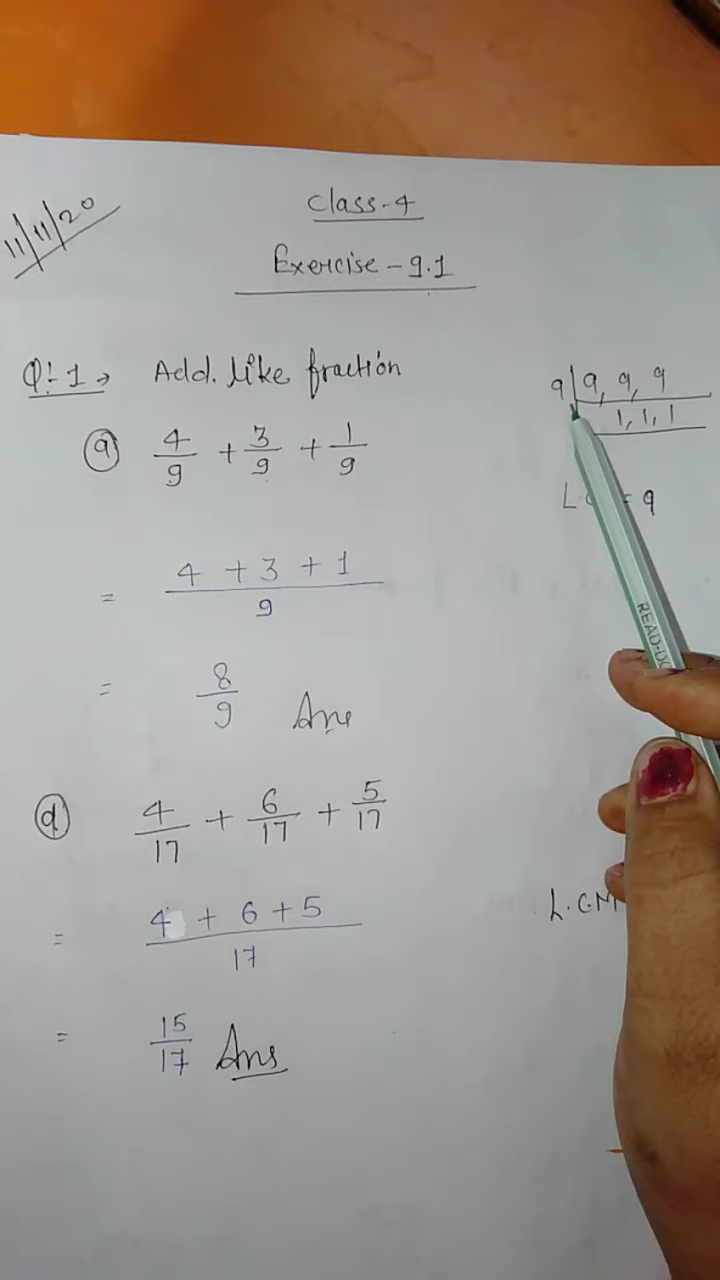 11/11/20
Class-4
Exercise-9.1
Q:-1→ Add. like fraction
(a) 4/9 + 3/9 + 1/9
9 | 9, 9, 9
1, 1, 1
L = 9
= 4 + 3 + 1 / 9
= 8/9 Ans
(d) 4/17 + 6/17 + 5/17
= 4 + 6 + 5 / 17
L.CM
= 15/17 Ans